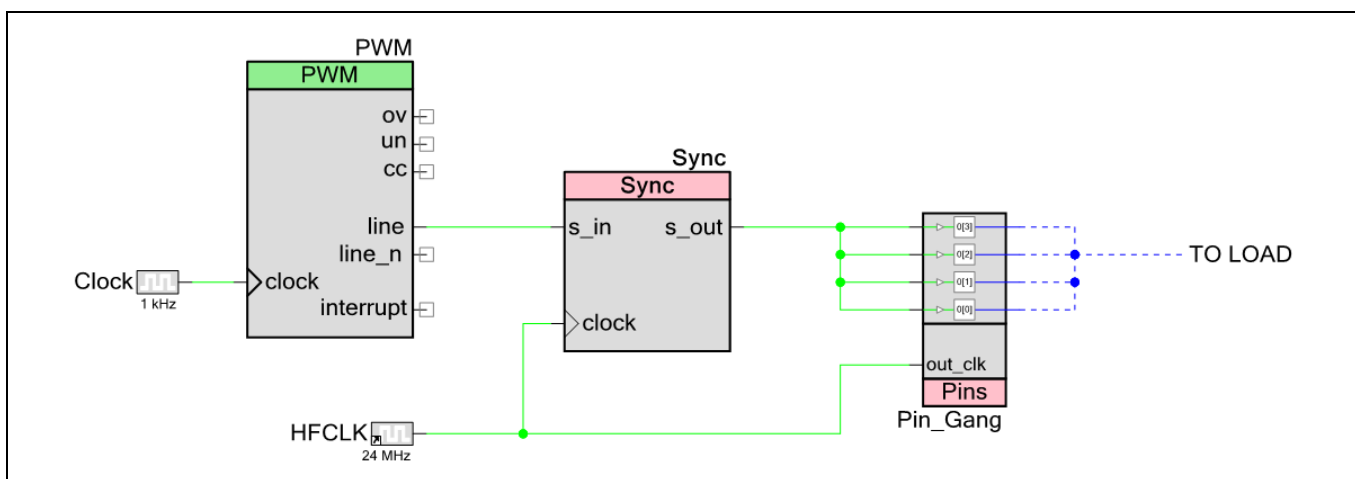 PWM
PWM
ov
un
cc
line
line_n
clock
interrupt
Clock
1 kHz
Sync
Sync
s_in
s_out
clock
HFCLK
24 MHz
0[3]
0[2]
0[1]
0[0]
out_clk
Pins
Pin_Gang
TO LOAD